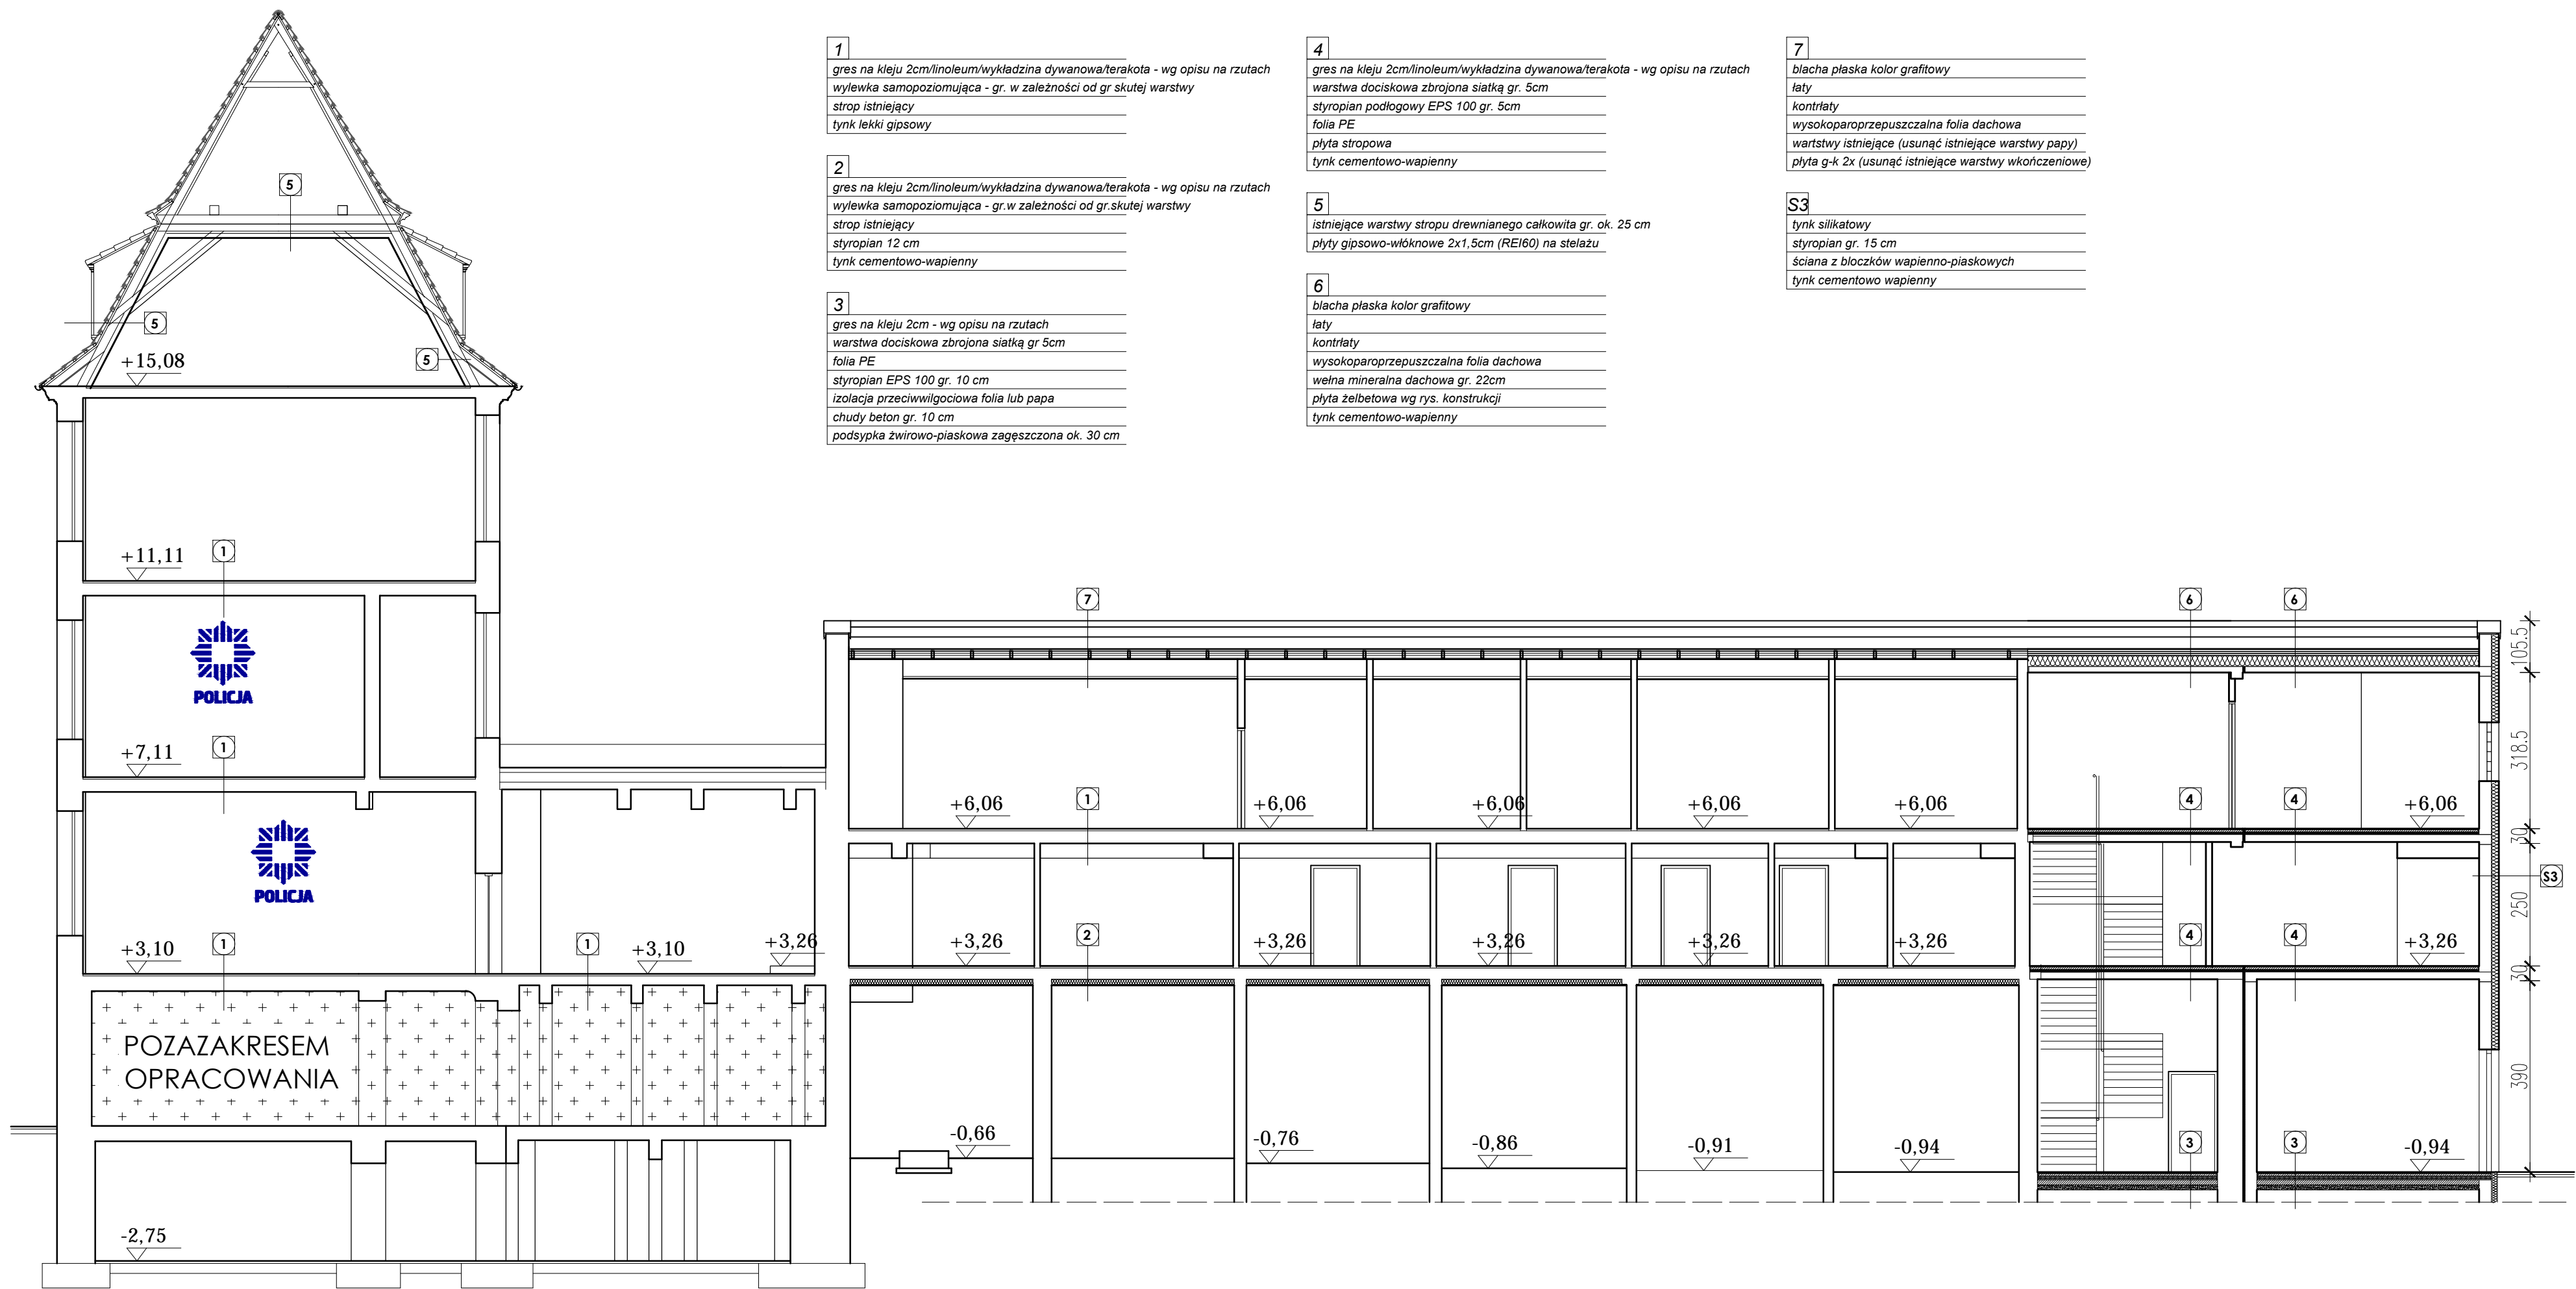 1
gres na kleju 2cm/linoleum/wykładzina dywanowa/terakota - wg opisu na rzutach
wylewka samopoziomująca - gr. w zależności od gr skutej warstwy
strop istniejący
tynk lekki gipsowy
2
gres na kleju 2cm/linoleum/wykładzina dywanowa/terakota - wg opisu na rzutach
wylewka samopoziomująca - gr.w zależności od gr.skutej warstwy
strop istniejący
styropian 12 cm
tynk cementowo-wapienny
3
gres na kleju 2cm - wg opisu na rzutach
warstwa dociskowa zbrojona siatką gr 5cm
folia PE
styropian EPS 100 gr. 10 cm
izolacja przeciwwilgociowa folia lub papa
chudy beton gr. 10 cm
podsypka żwirowo-piaskowa zagęszczona ok. 30 cm
4
gres na kleju 2cm/linoleum/wykładzina dywanowa/terakota - wg opisu na rzutach
warstwa dociskowa zbrojona siatką gr. 5cm
styropian podłogowy EPS 100 gr. 5cm
folia PE
płyta stropowa
tynk cementowo-wapienny
5
istniejące warstwy stropu drewnianego całkowita gr. ok. 25 cm
płyty gipsowo-włóknowe 2x1,5cm (REI60) na stelażu
6
blacha płaska kolor grafitowy
łaty
kontrłaty
wysokoparoprzepuszczalna folia dachowa
wełna mineralna dachowa gr. 22cm
płyta żelbetowa wg rys. konstrukcji
tynk cementowo-wapienny
7
blacha płaska kolor grafitowy
łaty
kontrłaty
wysokoparoprzepuszczalna folia dachowa
wartstwy istniejące (usunąć istniejące warstwy papy)
płyta g-k 2x (usunąć istniejące warstwy wkończeniowe)
S3
tynk silikatowy
styropian gr. 15 cm
ściana z bloczków wapienno-piaskowych
tynk cementowo wapienny
5
5
5
+15,08
+11,11
1
POLICJA
+7,11
1
POLICJA
+3,10
1
1
+3,10
+3,26
POZAZAKRESEM
OPRACOWANIA
-2,75
7
6
6
105.5
318.5
+6,06
1
+6,06
+6,06
+6,06
+6,06
4
4
+6,06
30
S3
250
+3,26
2
+3,26
+3,26
+3,26
+3,26
4
4
+3,26
30
390
-0,66
-0,76
-0,86
-0,91
-0,94
3
3
-0,94